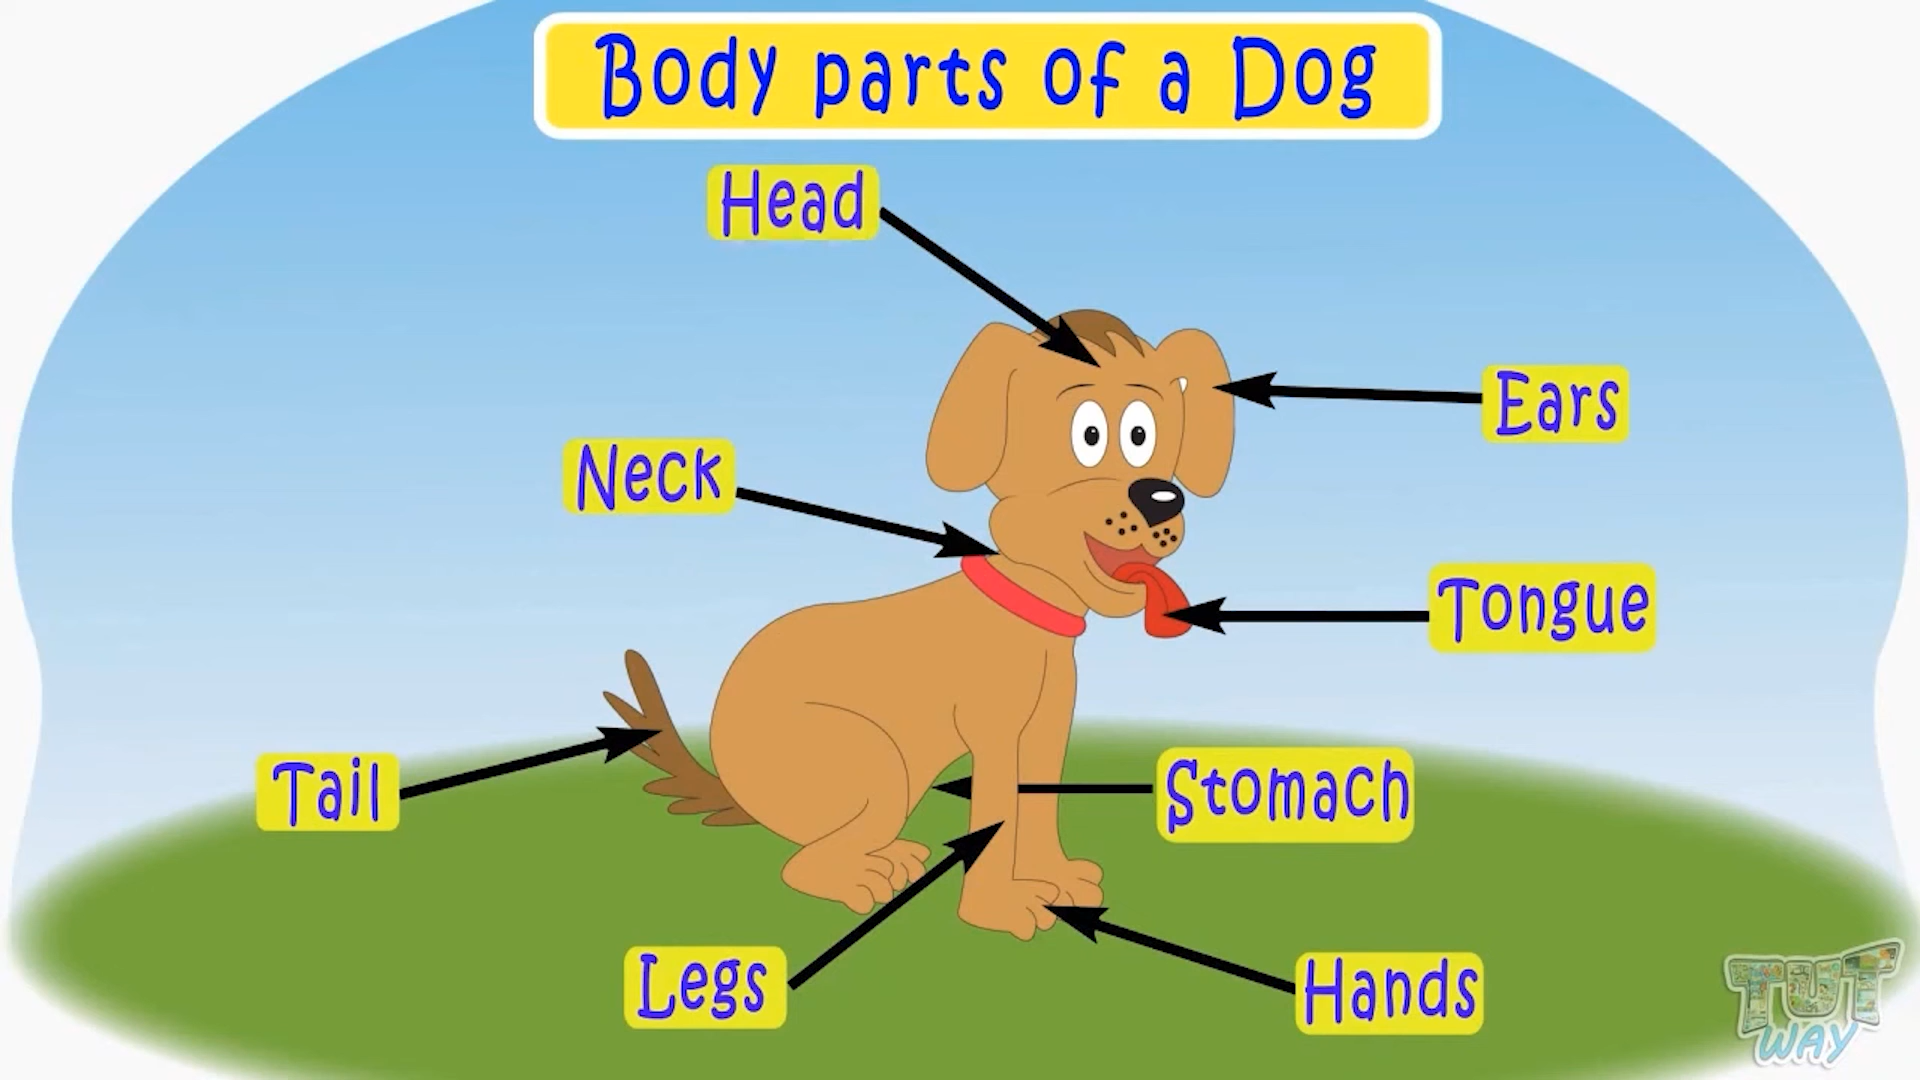 Body parts of a Dog
Head
Ears
Neck
Tongue
Tail
Stomach
Legs
Hands
TUT
WAY